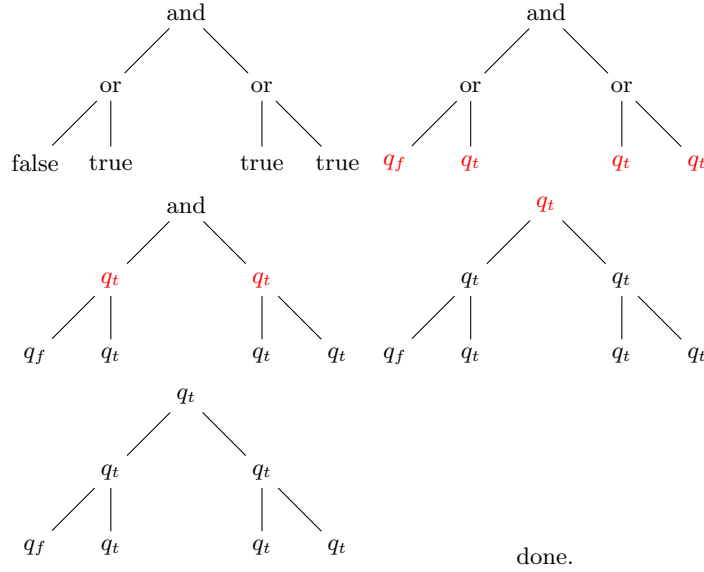 and and
or or or or
false true true true q_f q_t q_t q_t
and q_t
q_t q_t q_t q_t
q_f q_t q_t q_t q_f q_t q_t q_t
q_t
q_t q_t
q_f q_t q_t q_t done.